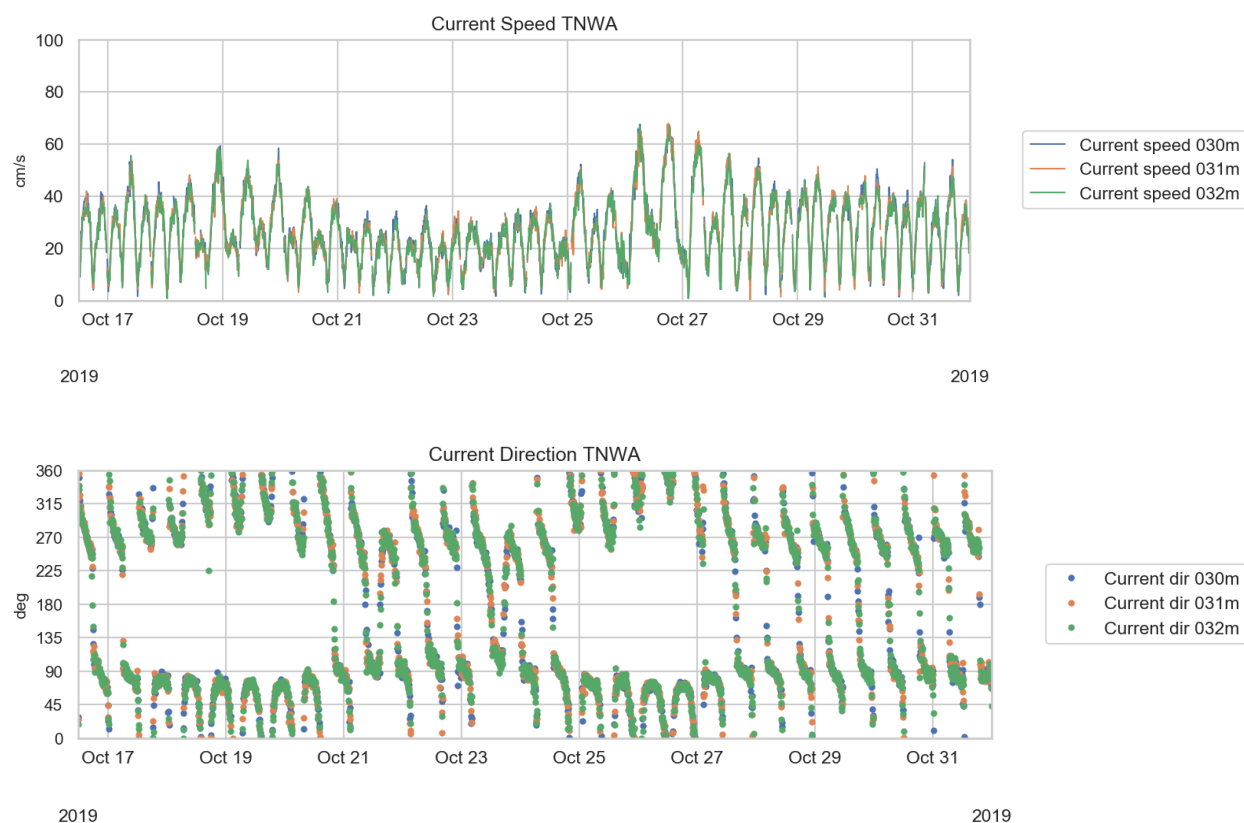 Current Speed TNWA
100
80
60
40
20
0
cm/s
Oct 17 Oct 19 Oct 21 Oct 23 Oct 25 Oct 27 Oct 29 Oct 31
2019 2019
Current speed 030m
Current speed 031m
Current speed 032m
Current Direction TNWA
360
315
270
225
180
135
90
45
0
deg
Oct 17 Oct 19 Oct 21 Oct 23 Oct 25 Oct 27 Oct 29 Oct 31
2019 2019
Current dir 030m
Current dir 031m
Current dir 032m